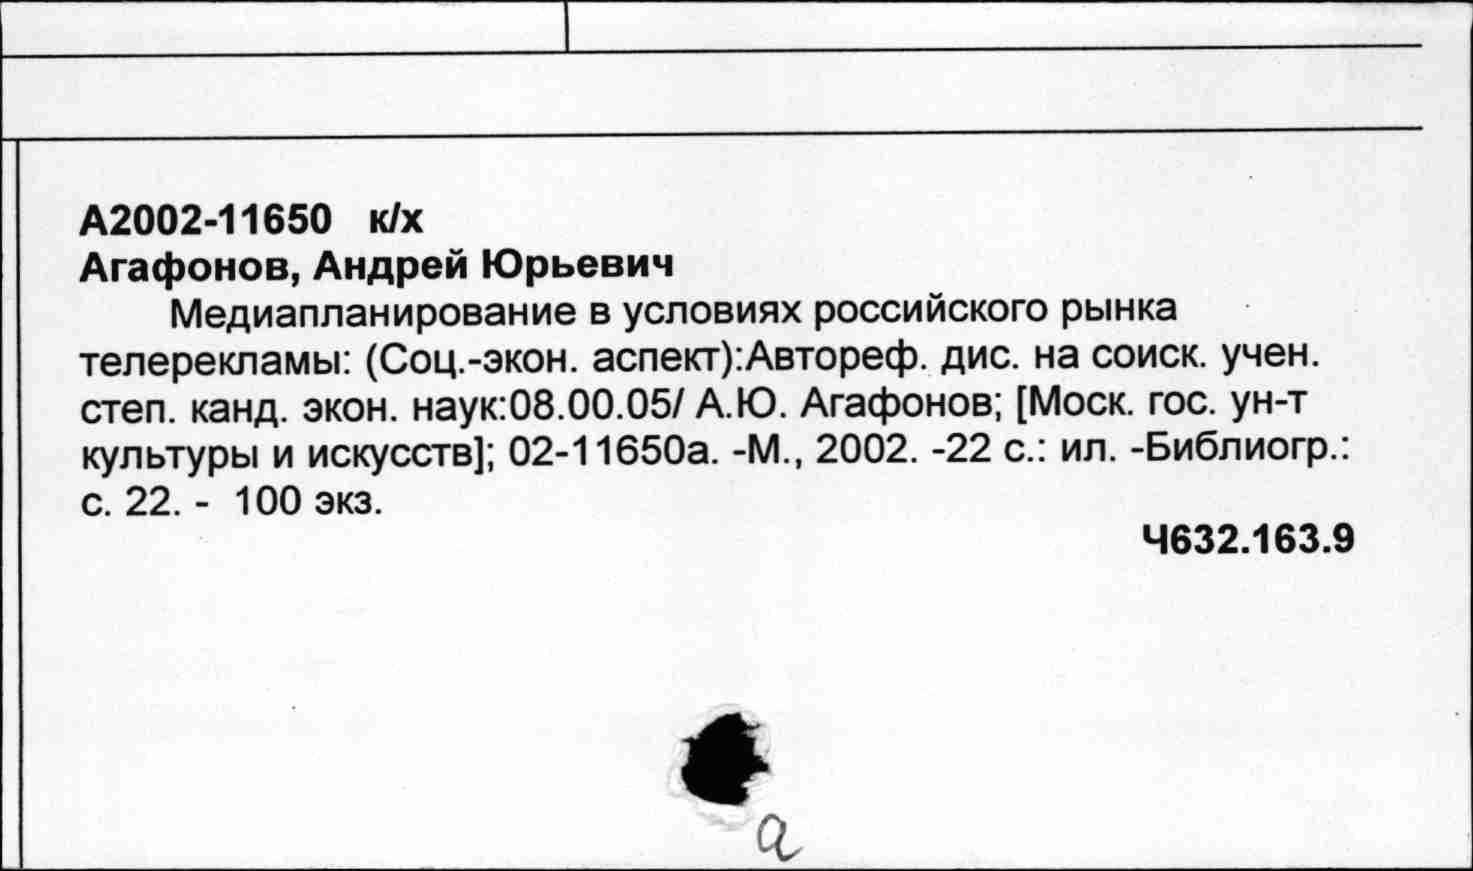 А2002-11650 к/х
Агафонов, Андрей Юрьевич
Медиапланирование в условиях российского рынка
телерекламы: (Соц.-экон. аспект):Автореф. дис. на соиск. учен.
степ. канд. экон. наук:08.00.05/ А.Ю. Агафонов; [Моск. гос. ун-т
культуры и искусств]; 02-11650а. -М., 2002. -22 с.: ил. -Библиогр.:
с. 22. - 100 экз.
Ч632.163.9
а